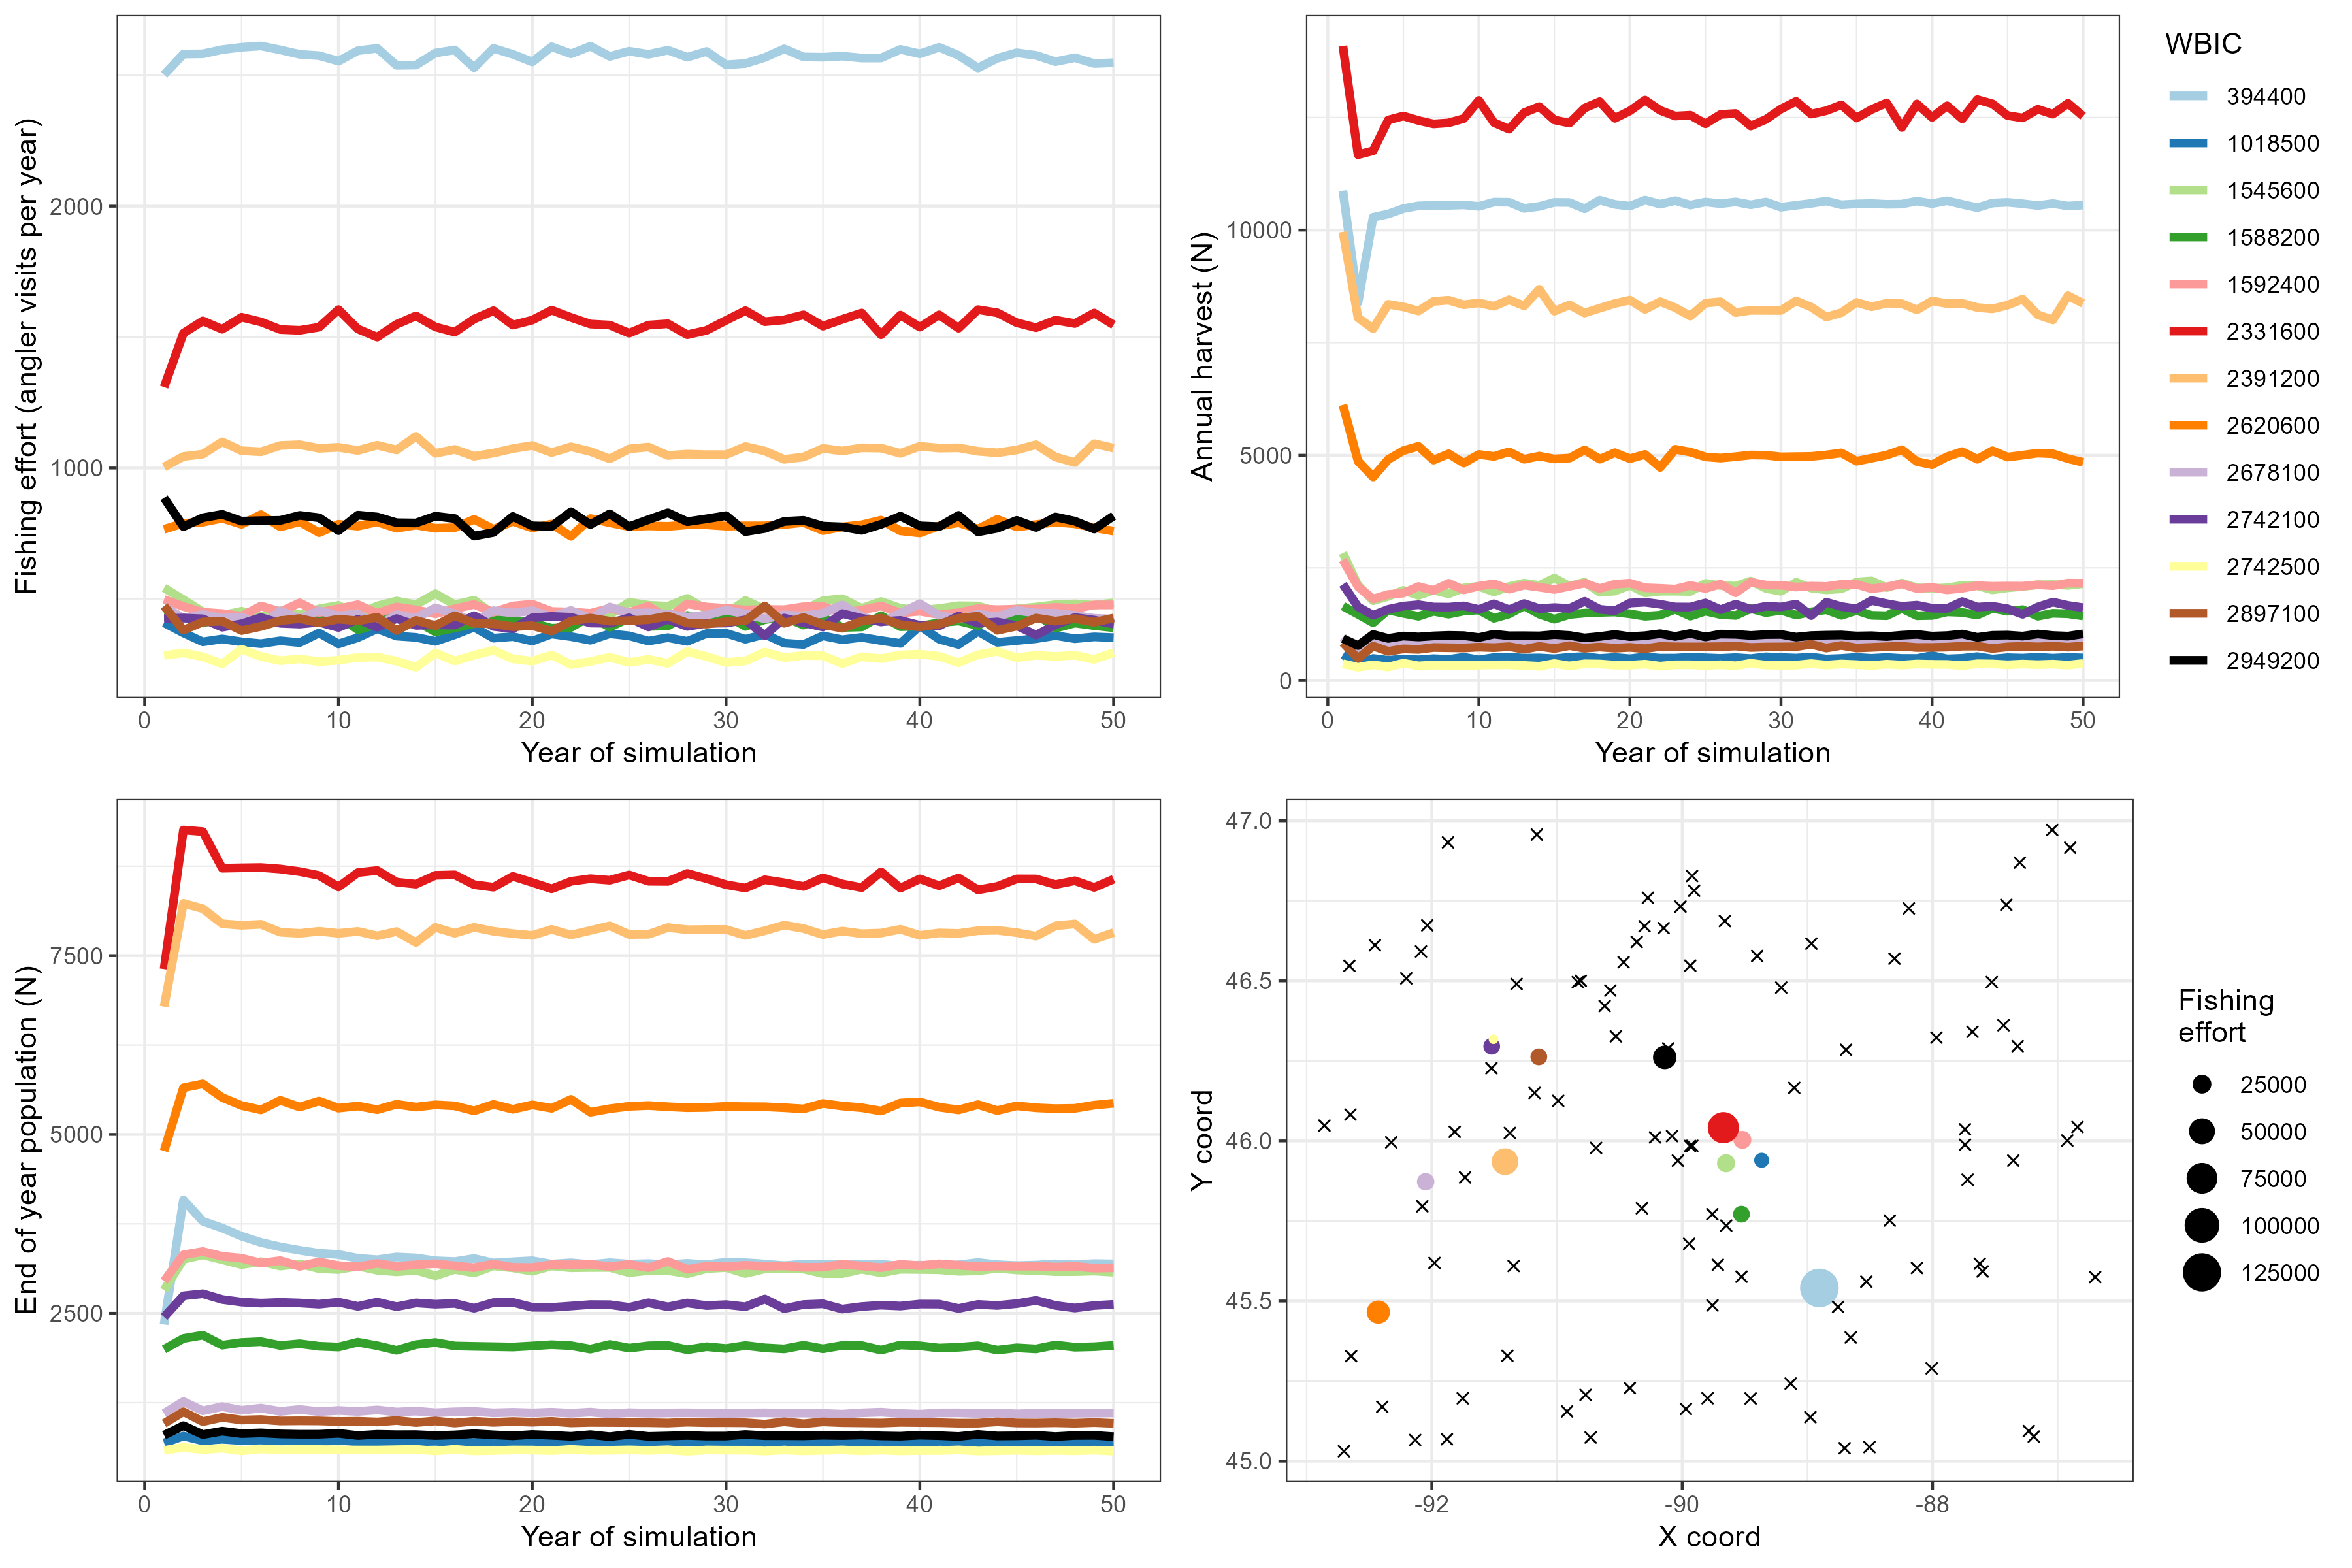 Fishing effort (angler visits per year)
2000
1000
0 10 20 30 40 50
Year of simulation
Annual harvest (N)
10000
5000
0
0 10 20 30 40 50
Year of simulation
WBIC
394400
1018500
1545600
1588200
1592400
2331600
2391200
2620600
2678100
2742100
2742500
2897100
2949200
End of year population (N)
7500
5000
2500
0 10 20 30 40 50
Year of simulation
Y coord
47.0
46.5
46.0
45.5
45.0
-92 -90 -88
X coord
Fishing
effort
25000
50000
75000
100000
125000